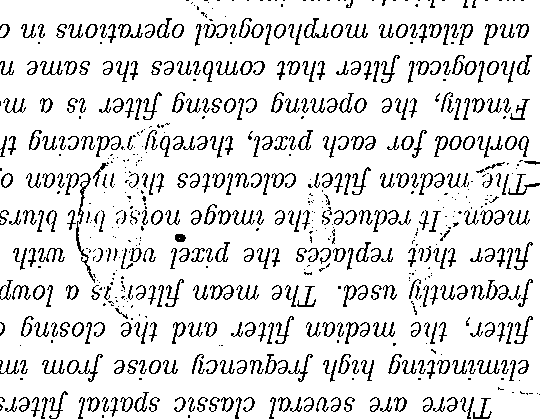 There are several classic spatial filters
eliminating high frequency noise from im
filter, the median filter and the closing o
frequently used. The mean filter is a lowp
filter that replaces the pixel values with
mean. It reduces the image noise but blurs
The median filter calculates the median o
borhood for each pixel, thereby reducing th
Finally, the opening closing filter is a m
phological filter that combines the same n
and dilation morphological operations in o